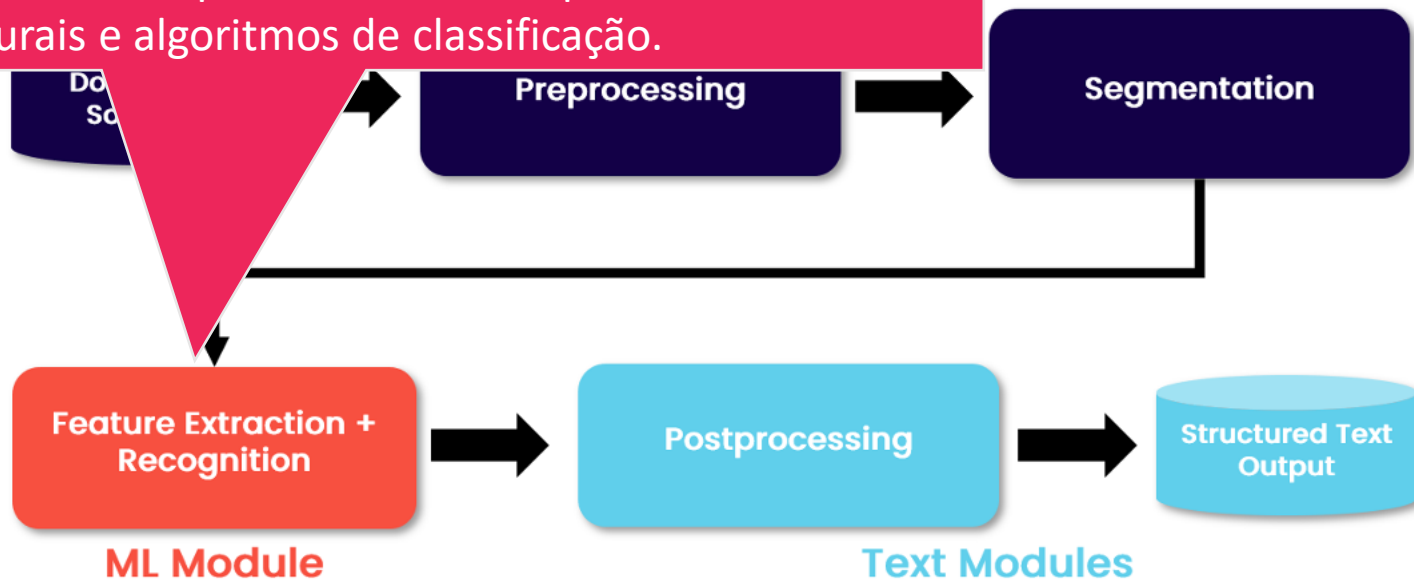 urais e algoritmos de classificação.
Preprocessing
Segmentation
Feature Extraction +
Recognition
Postprocessing
Structured Text
Output
ML Module
Text Modules